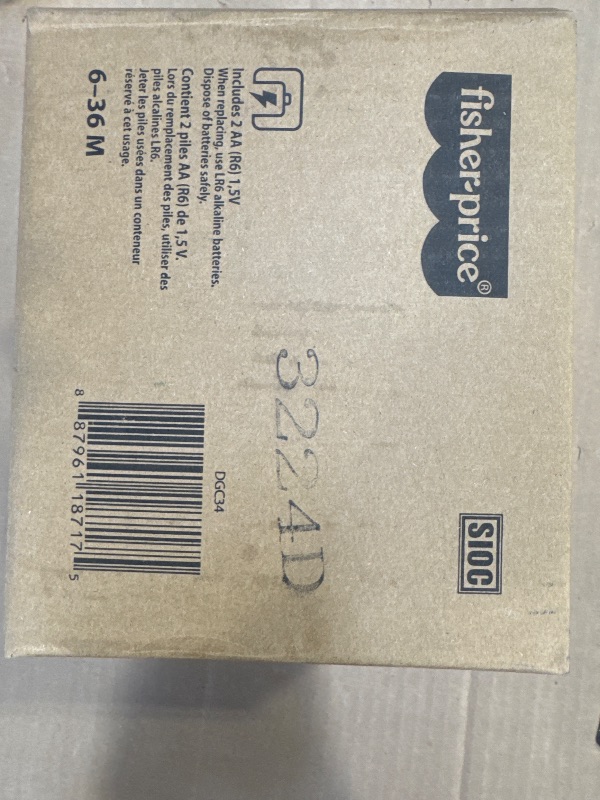 fisher-price®
SIOC
Includes 2 AA (R6) 1,5V
When replacing, use LR6 alkaline batteries.
Dispose of batteries safely.
Contient 2 piles AA (R6) de 1,5 V.
Lors du remplacement des piles, utiliser des
piles alcalines LR6.
Jeter les piles usées dans un conteneur
réservé à cet usage.
6–36 M
3224D
DGC34
8 87961 18717 5